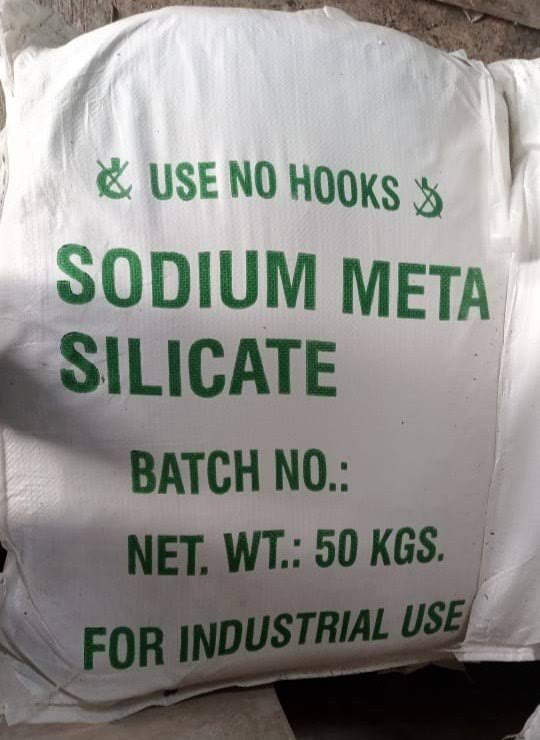 USE NO HOOKS
SODIUM META
SILICATE
BATCH NO.:
NET. WT.: 50 KGS.
FOR INDUSTRIAL USE